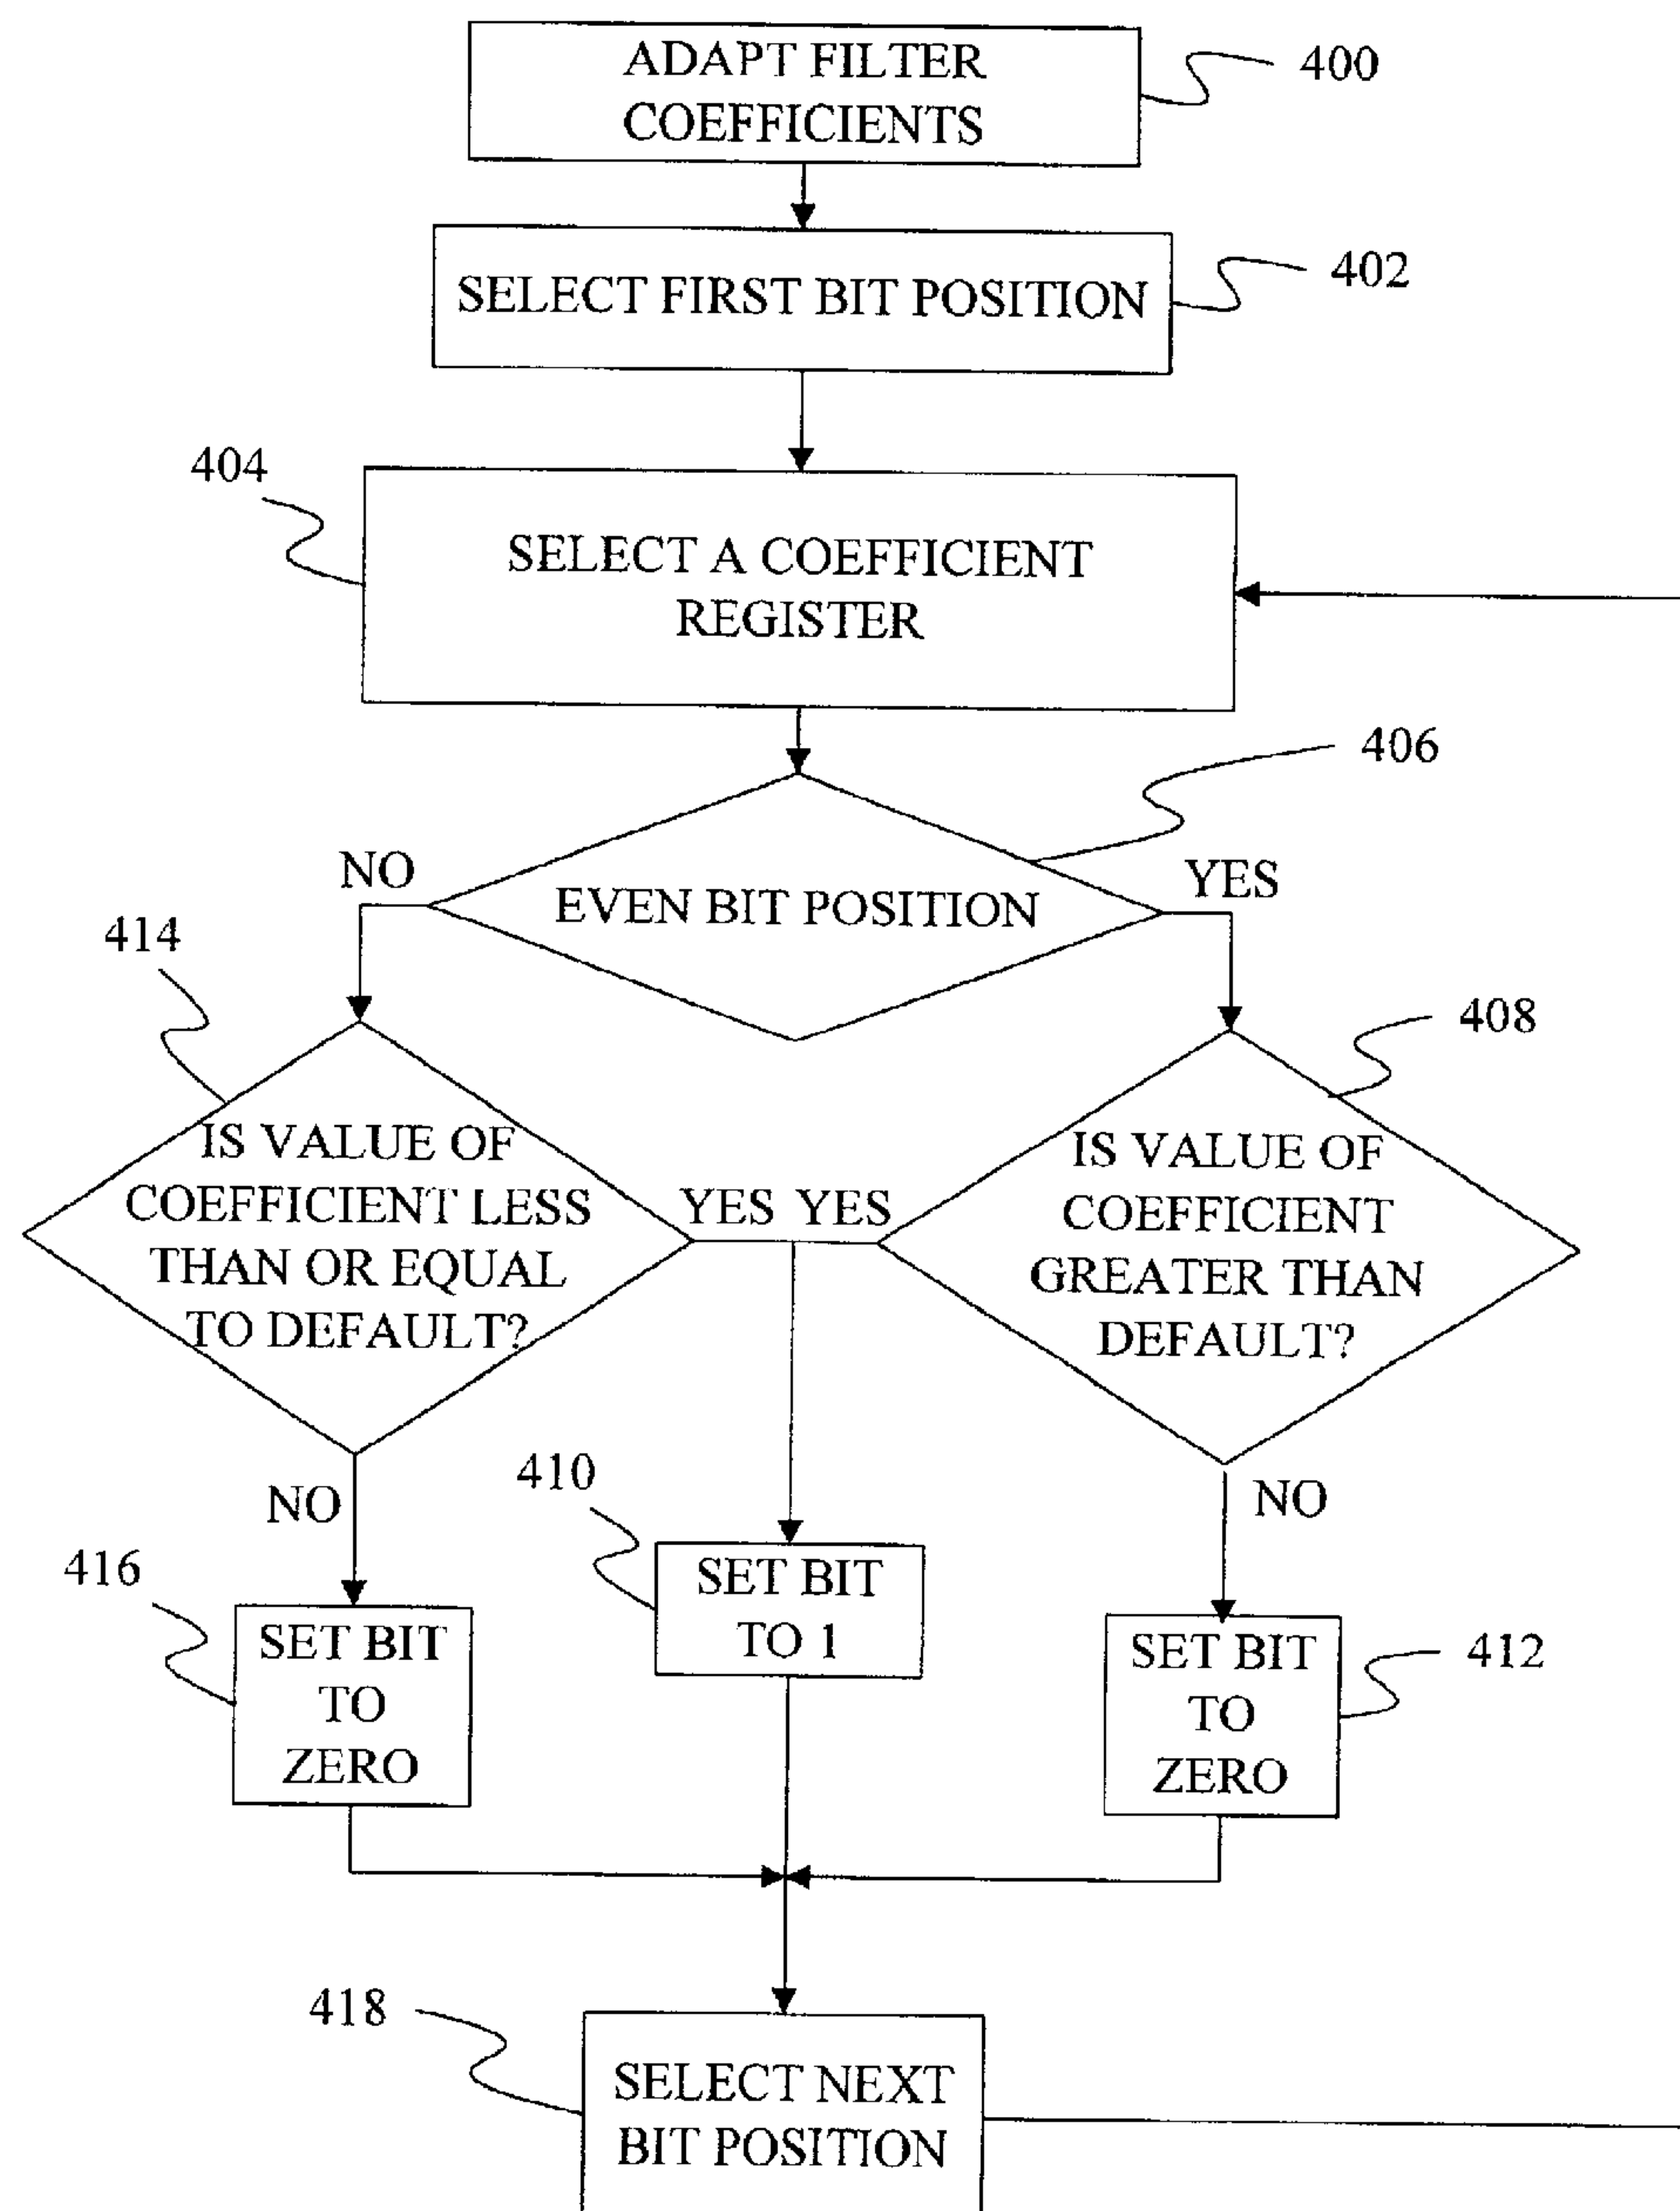 ADAPT FILTER
COEFFICIENTS
400
SELECT FIRST BIT POSITION
402
404
SELECT A COEFFICIENT
REGISTER
406
NO
EVEN BIT POSITION
YES
414
408
IS VALUE OF
COEFFICIENT LESS
THAN OR EQUAL
TO DEFAULT?
YES YES
IS VALUE OF
COEFFICIENT
GREATER THAN
DEFAULT?
NO
410
NO
416
SET BIT
TO
ZERO
SET BIT
TO 1
SET BIT
TO
ZERO
412
418
SELECT NEXT
BIT POSITION